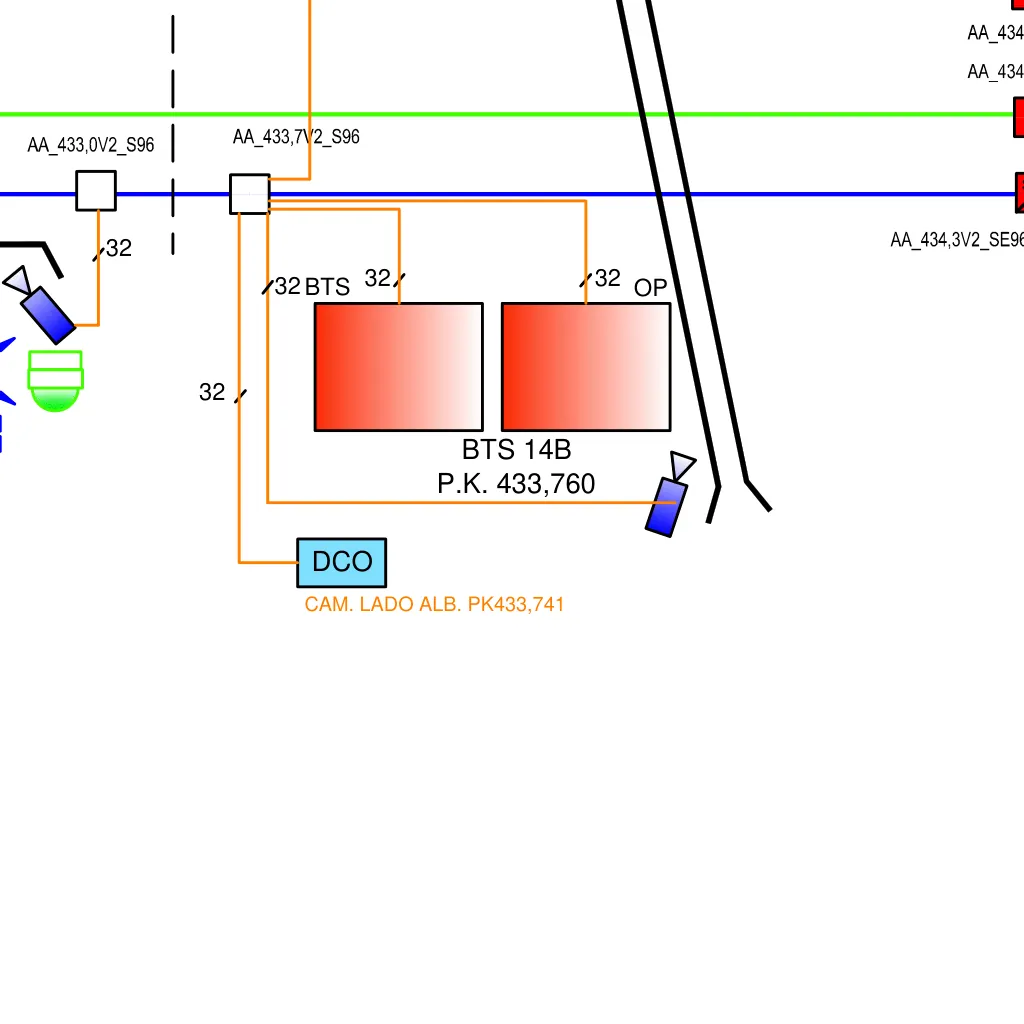 AA_434
AA_434
AA_433,7V2_S96
AA_433,0V2_S96
AA_434,3V2_SE96
32
32
32
32 BTS
OP
32
BTS 14B
P.K. 433,760
DCO
CAM. LADO ALB. PK433,741